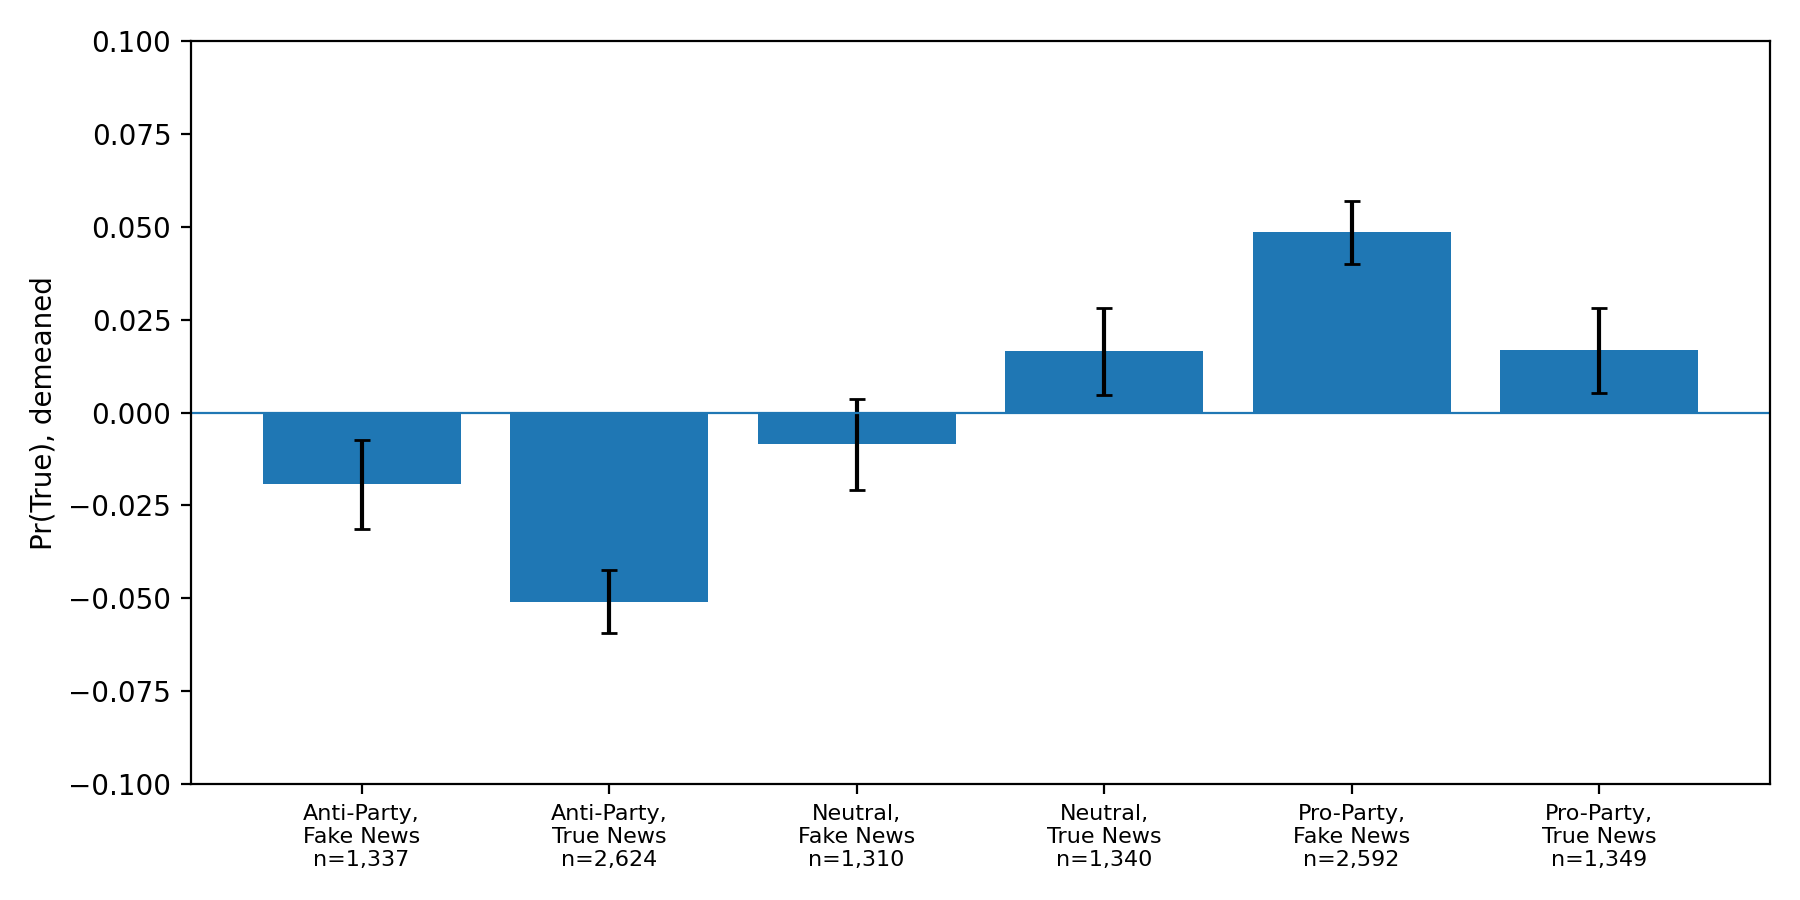 0.100
0.075
0.050
0.025
0.000
−0.025
−0.050
−0.075
−0.100
Pr(True), demeaned
Anti-Party,
Fake News
n=1,337
Anti-Party,
True News
n=2,624
Neutral,
Fake News
n=1,310
Neutral,
True News
n=1,340
Pro-Party,
Fake News
n=2,592
Pro-Party,
True News
n=1,349